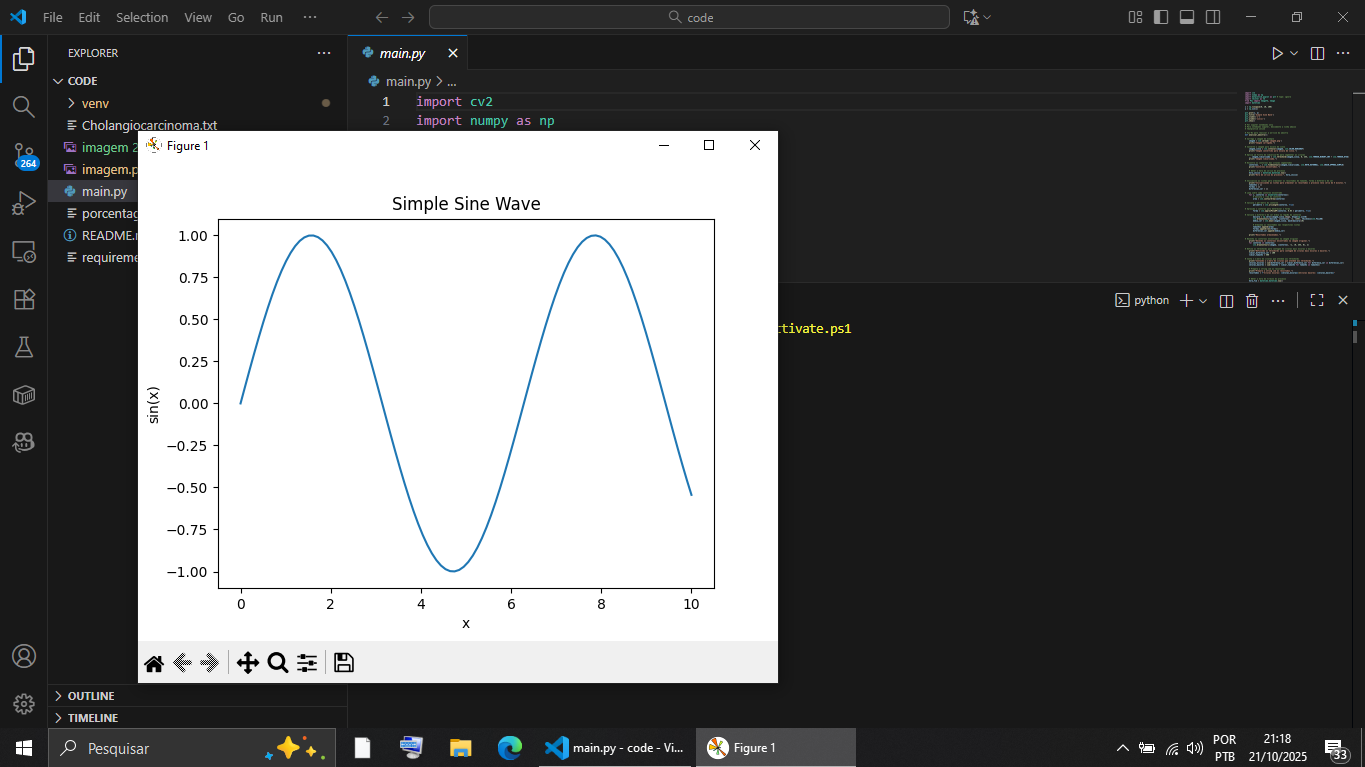 File Edit Selection View Go Run ···
code
EXPLORER
main.py
CODE
main.py > ...
venv
1 import cv2
Cholangiocarcinoma.txt
2 import numpy as np
imagem 2
264
imagem.p
main.py
porcentag
README.
requireme
Figure 1
Simple Sine Wave
1.00
0.75
0.50
0.25
0.00
−0.25
−0.50
−0.75
−1.00
sin(x)
0 2 4 6 8 10
x
python
ctivate.ps1
OUTLINE
TIMELINE
Pesquisar
main.py - code - Vi...
Figure 1
POR
PTB
21:18
21/10/2025
33